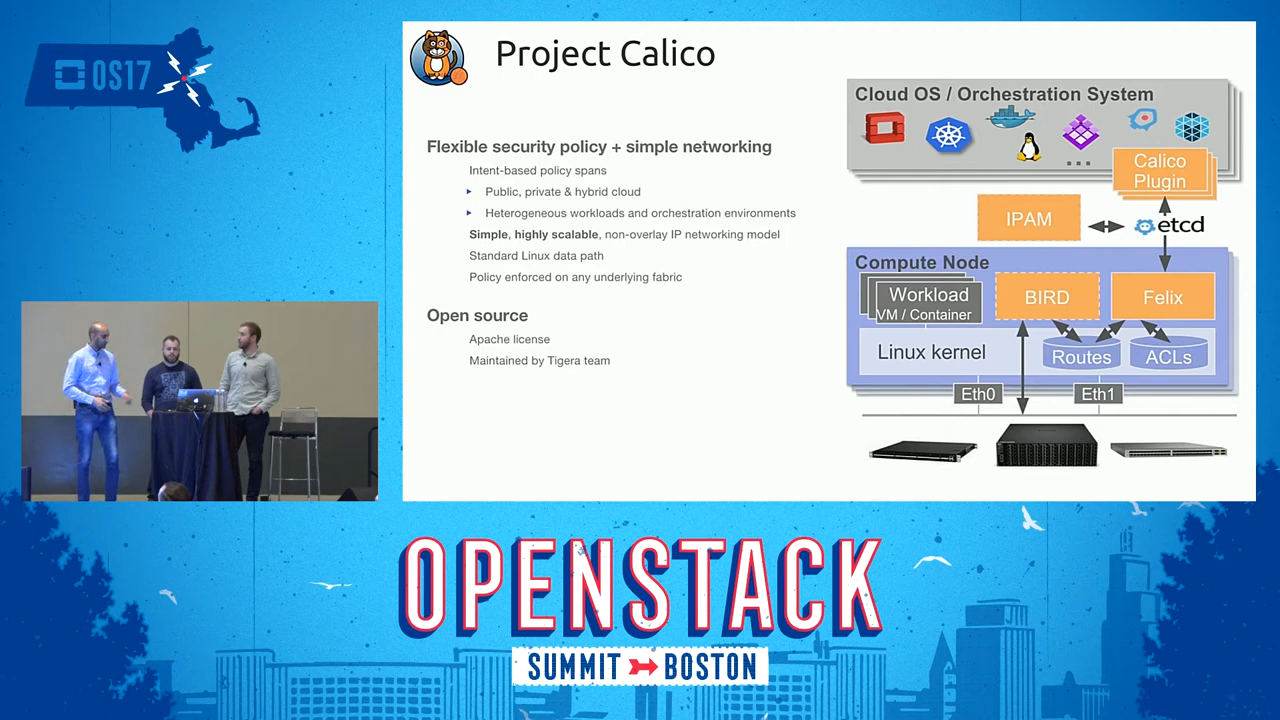 OS17
Project Calico
Flexible security policy + simple networking
Intent-based policy spans
Public, private & hybrid cloud
Heterogeneous workloads and orchestration environments
Simple, highly scalable, non-overlay IP networking model
Standard Linux data path
Policy enforced on any underlying fabric
Open source
Apache license
Maintained by Tigera team
Cloud OS / Orchestration System
...
Calico
Plugin
IPAM
etcd
Compute Node
Workload
VM / Container
BIRD
Felix
Linux kernel
Routes
ACLs
Eth0
Eth1
OPENSTACK
SUMMIT BOSTON